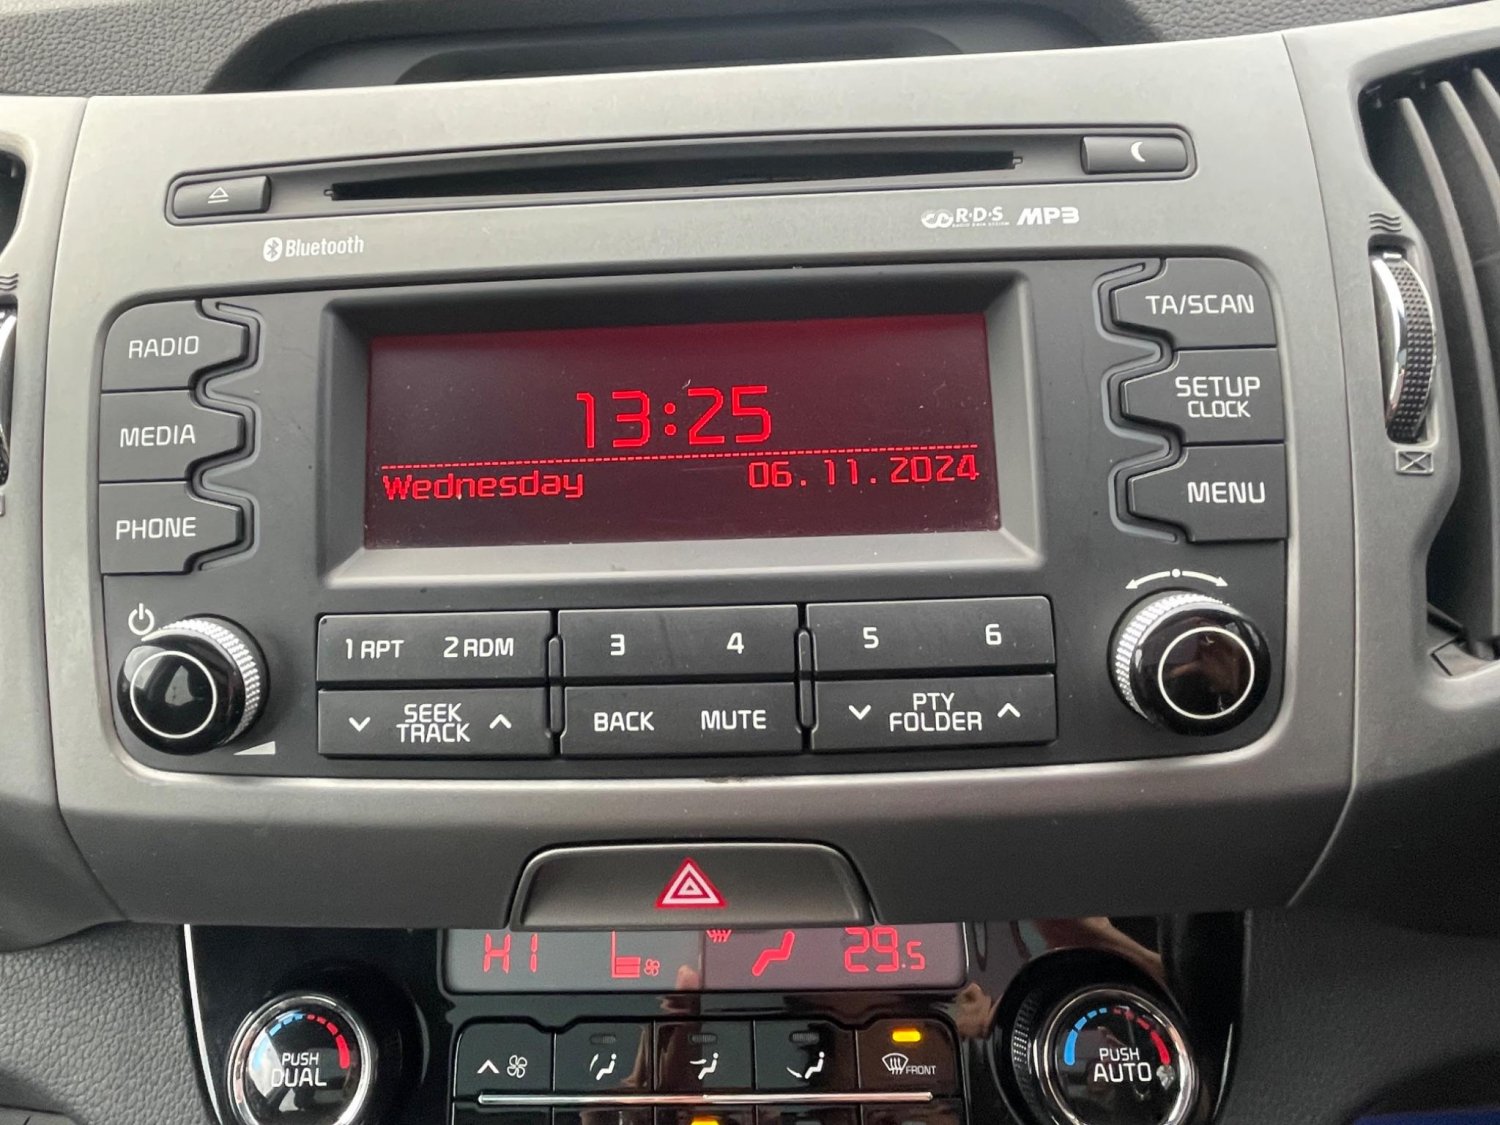 Bluetooth
R·D·S MP3
RADIO
MEDIA
PHONE
13:25
Wednesday 06.11.2024
TA/SCAN
SETUP
CLOCK
MENU
1 RPT 2 RDM 3 4 5 6
SEEK
TRACK
BACK MUTE
PTY
FOLDER
HI 29.5
PUSH
DUAL
FRONT
PUSH
AUTO